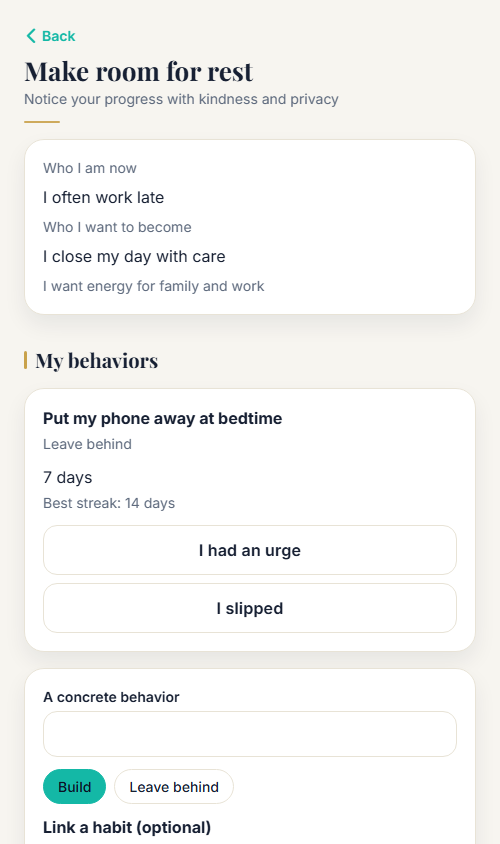 Back
Make room for rest
Notice your progress with kindness and privacy
Who I am now
I often work late
Who I want to become
I close my day with care
I want energy for family and work
My behaviors
Put my phone away at bedtime
Leave behind
7 days
Best streak: 14 days
I had an urge
I slipped
A concrete behavior
Build
Leave behind
Link a habit (optional)